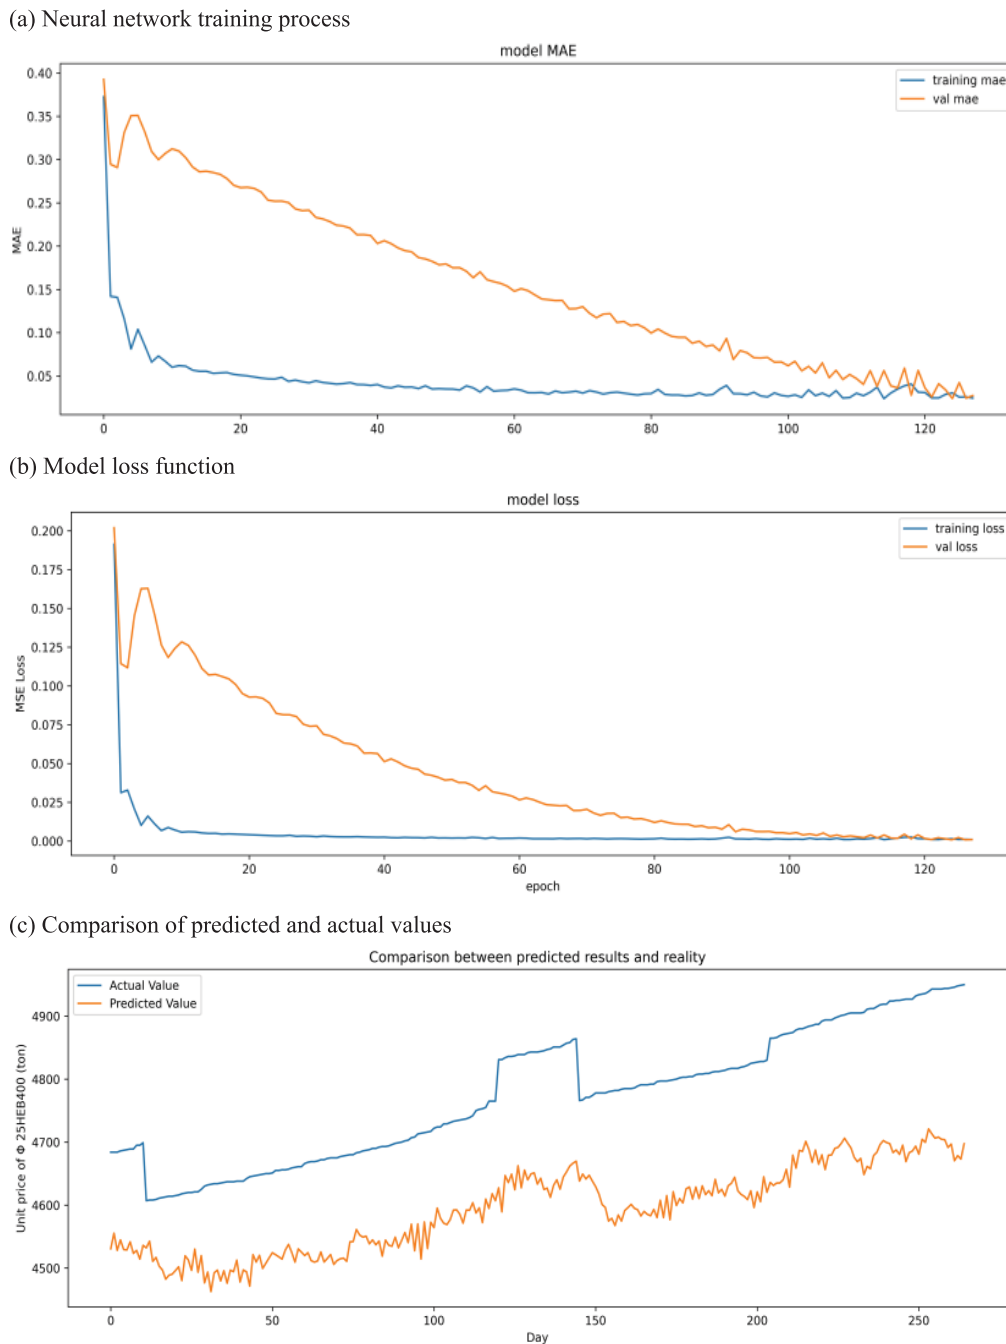 (a) Neural network training process
model MAE
training mae
val mae
MAE
0.40
0.35
0.30
0.25
0.20
0.15
0.10
0.05
0 20 40 60 80 100 120
(b) Model loss function
model loss
training loss
val loss
MSE Loss
0.200
0.175
0.150
0.125
0.100
0.075
0.050
0.025
0.000
0 20 40 60 80 100 120
epoch
(c) Comparison of predicted and actual values
Comparison between predicted results and reality
Actual Value
Predicted Value
Unit price of Φ 25HEB400 (ton)
4900
4800
4700
4600
4500
0 50 100 150 200 250
Day